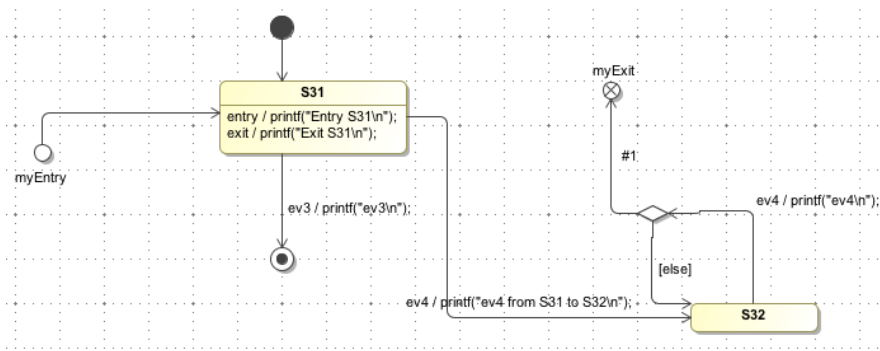 myExit
S31
entry / printf("Entry S31\n");
exit / printf("Exit S31\n");
#1
myEntry
ev4 / printf("ev4\n");
ev3 / printf("ev3\n");
[else]
ev4 / printf("ev4 from S31 to S32\n");
S32